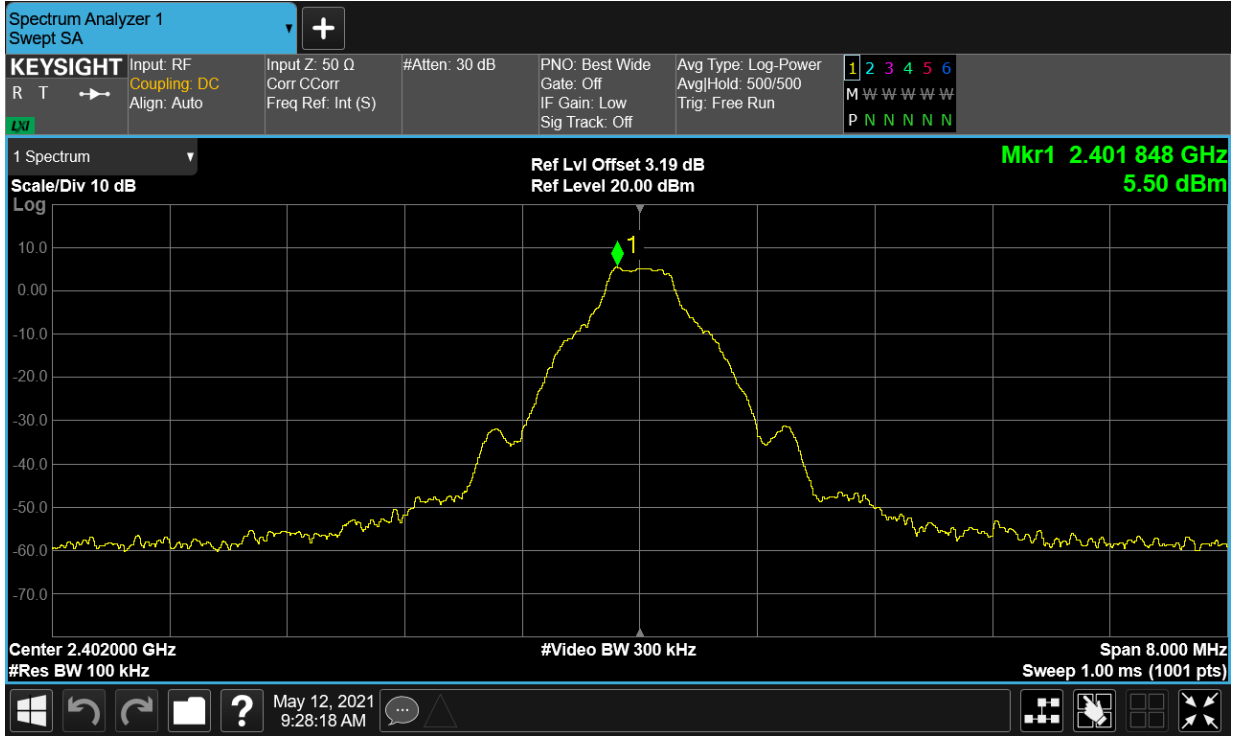 Spectrum Analyzer 1
Swept SA
KEYSIGHT
R T
LXI
Input: RF
Coupling: DC
Align: Auto
Input Z: 50 Ω
Corr CCorr
Freq Ref: Int (S)
#Atten: 30 dB
PNO: Best Wide
Gate: Off
IF Gain: Low
Sig Track: Off
Avg Type: Log-Power
Avg|Hold: 500/500
Trig: Free Run
1 2 3 4 5 6
M W W W W W
P N N N N N
1 Spectrum
Scale/Div 10 dB
Log
Ref Lvl Offset 3.19 dB
Ref Level 20.00 dBm
Mkr1 2.401 848 GHz
5.50 dBm
1
10.0
0.00
-10.0
-20.0
-30.0
-40.0
-50.0
-60.0
-70.0
Center 2.402000 GHz
#Res BW 100 kHz
#Video BW 300 kHz
Span 8.000 MHz
Sweep 1.00 ms (1001 pts)
?
May 12, 2021
9:28:18 AM